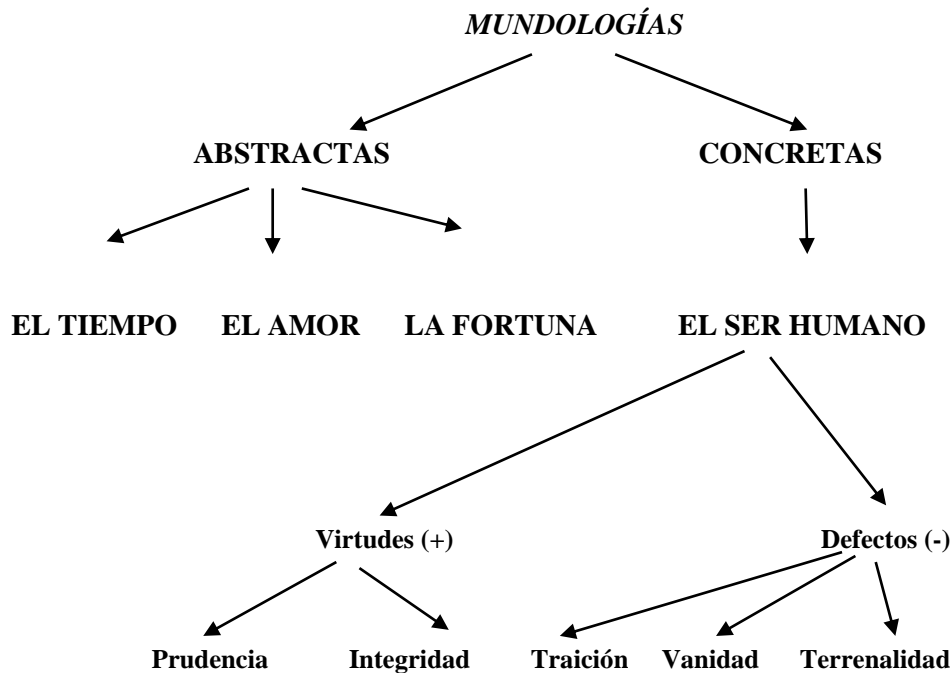 MUNDOLOGÍAS
ABSTRACTAS CONCRETAS
EL TIEMPO EL AMOR LA FORTUNA EL SER HUMANO
Virtudes (+) Defectos (-)
Prudencia Integridad Traición Vanidad Terrenalidad